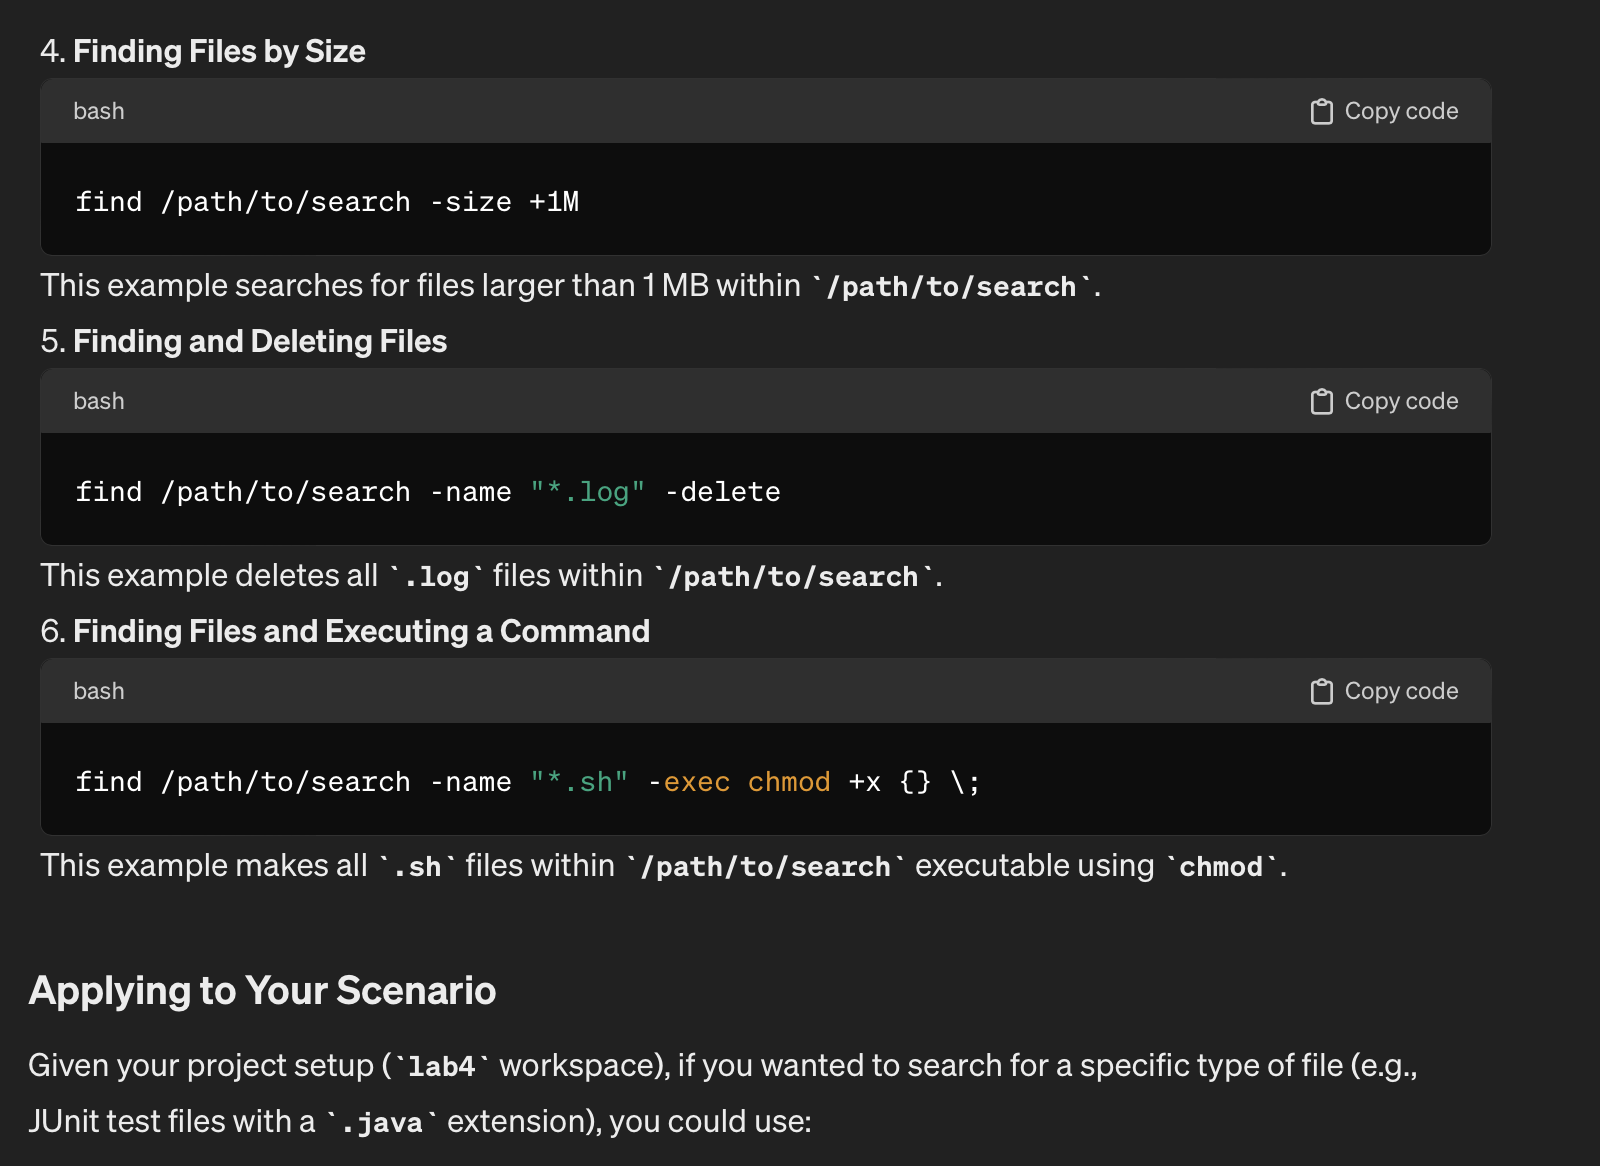 4. Finding Files by Size
bash
Copy code
find /path/to/search -size +1M
This example searches for files larger than 1 MB within `/path/to/search`.
5. Finding and Deleting Files
bash
Copy code
find /path/to/search -name "*.log" -delete
This example deletes all `.log` files within `/path/to/search`.
6. Finding Files and Executing a Command
bash
Copy code
find /path/to/search -name "*.sh" -exec chmod +x {} \;
This example makes all `.sh` files within `/path/to/search` executable using `chmod`.
Applying to Your Scenario
Given your project setup (`lab4` workspace), if you wanted to search for a specific type of file (e.g.,
JUnit test files with a `.java` extension), you could use: